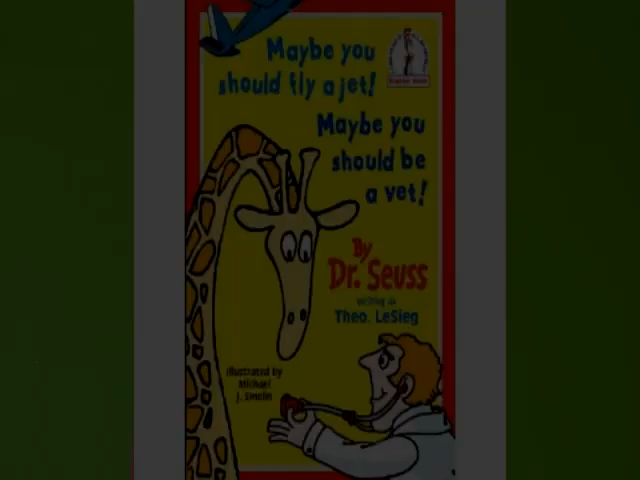 Maybe you
should fly a jet!
Maybe you
should be
a vet!
By
Dr. Seuss
writing as
Theo. LeSieg
Illustrated by
Michael
J. Smollin